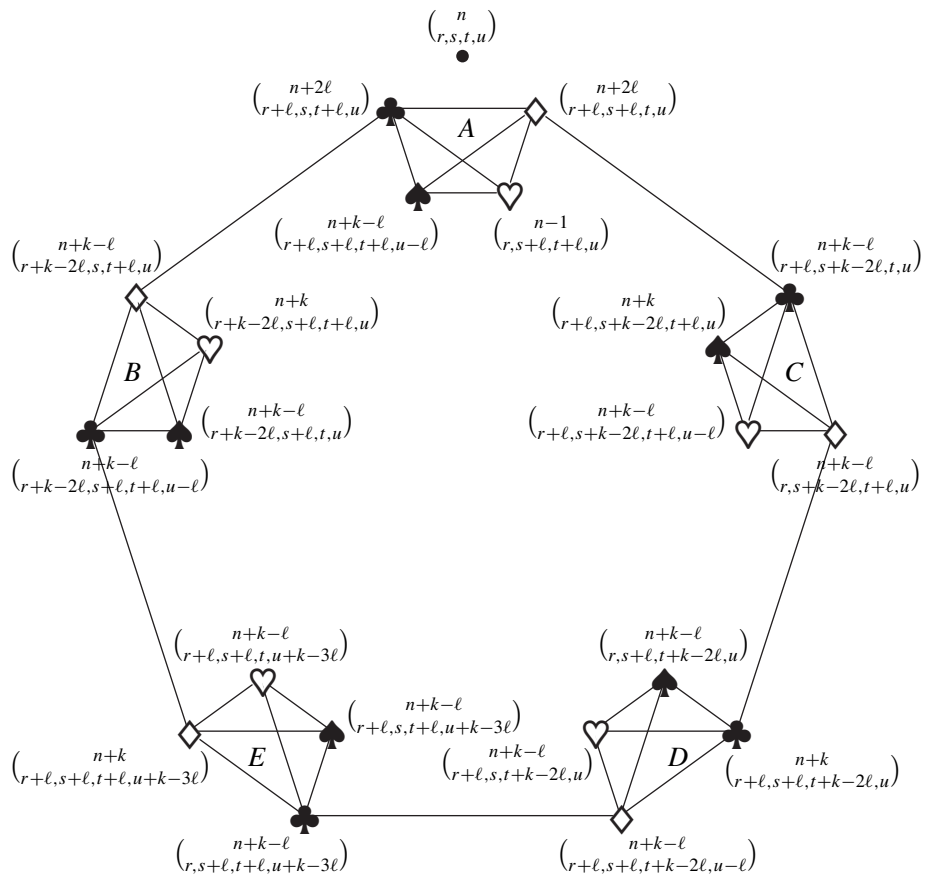 ( n
r,s,t,u )
( n+2ℓ
r+ℓ,s,t+ℓ,u )
( n+2ℓ
r+ℓ,s+ℓ,t,u )
A
( n+k−ℓ
r+ℓ,s+ℓ,t+ℓ,u−ℓ )
( n−1
r,s+ℓ,t+ℓ,u )
( n+k−ℓ
r+k−2ℓ,s,t+ℓ,u )
( n+k
r+k−2ℓ,s+ℓ,t+ℓ,u )
B
( n+k−ℓ
r+k−2ℓ,s+ℓ,t,u )
( n+k−ℓ
r+k−2ℓ,s+ℓ,t+ℓ,u−ℓ )
( n+k−ℓ
r+ℓ,s+k−2ℓ,t,u )
( n+k
r+ℓ,s+k−2ℓ,t+ℓ,u )
C
( n+k−ℓ
r+ℓ,s+k−2ℓ,t+ℓ,u−ℓ )
( n+k−ℓ
r,s+k−2ℓ,t+ℓ,u )
( n+k−ℓ
r+ℓ,s+ℓ,t,u+k−3ℓ )
( n+k−ℓ
r+ℓ,s,t+ℓ,u+k−3ℓ )
E
( n+k
r+ℓ,s+ℓ,t+ℓ,u+k−3ℓ )
( n+k−ℓ
r,s+ℓ,t+ℓ,u+k−3ℓ )
( n+k−ℓ
r,s+ℓ,t+k−2ℓ,u )
( n+k−ℓ
r+ℓ,s,t+k−2ℓ,u )
D
( n+k
r+ℓ,s+ℓ,t+k−2ℓ,u )
( n+k−ℓ
r+ℓ,s+ℓ,t+k−2ℓ,u−ℓ )